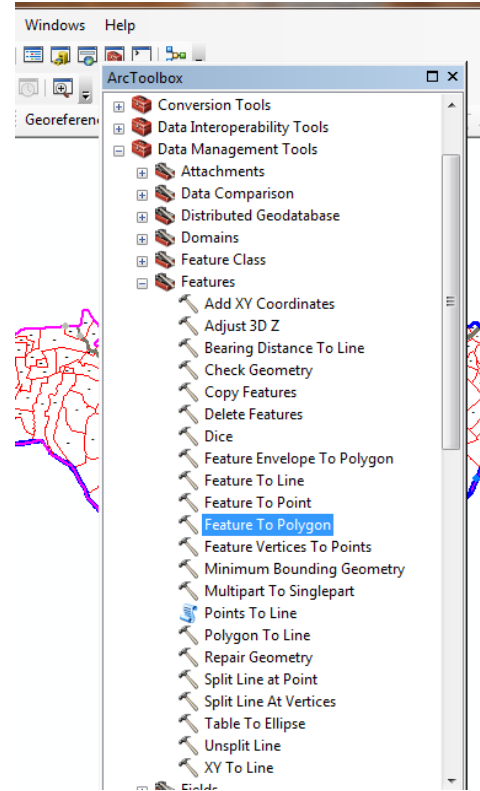 Windows Help
ArcToolbox
Georeferen
Conversion Tools
Data Interoperability Tools
Data Management Tools
Attachments
Data Comparison
Distributed Geodatabase
Domains
Feature Class
Features
Add XY Coordinates
Adjust 3D Z
Bearing Distance To Line
Check Geometry
Copy Features
Delete Features
Dice
Feature Envelope To Polygon
Feature To Line
Feature To Point
Feature To Polygon
Feature Vertices To Points
Minimum Bounding Geometry
Multipart To Singlepart
Points To Line
Polygon To Line
Repair Geometry
Split Line at Point
Split Line At Vertices
Table To Ellipse
Unsplit Line
XY To Line
Fields